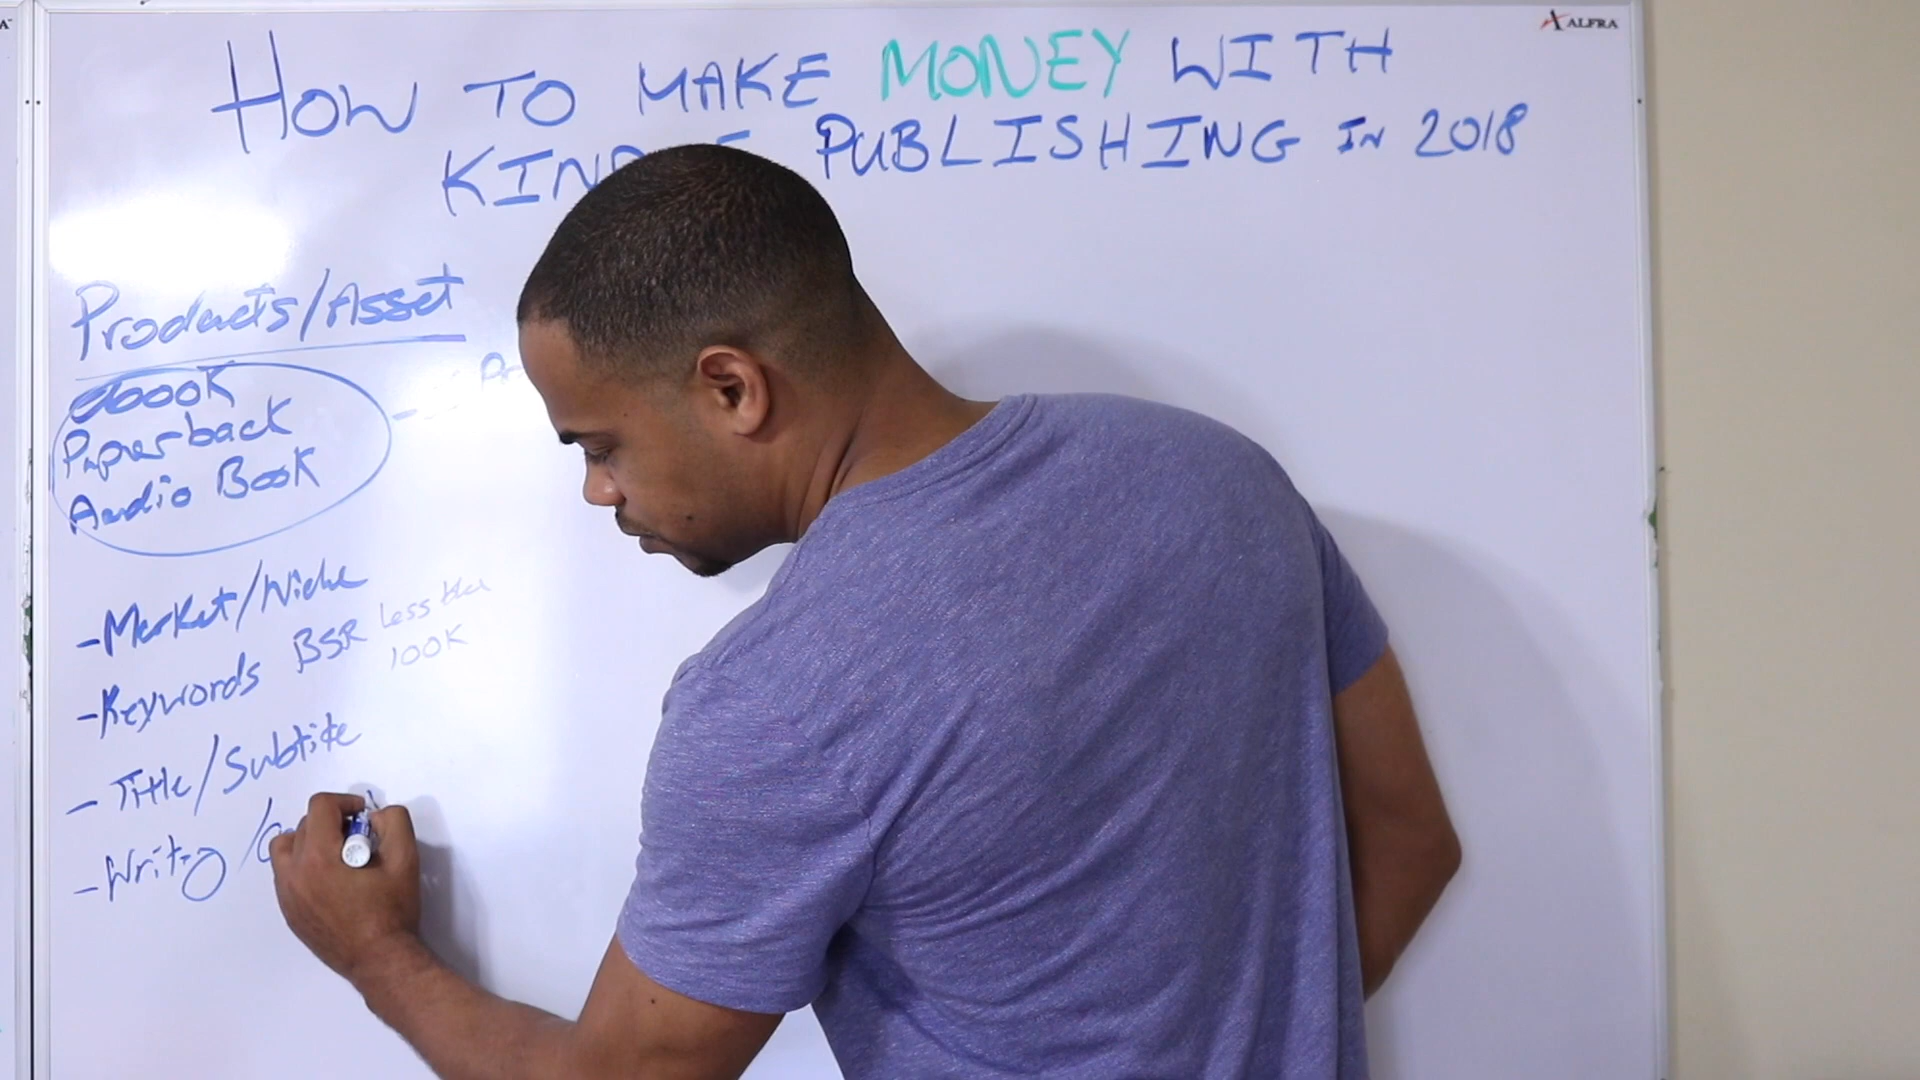 HOW TO MAKE MONEY WITH
PUBLISHING IN 2018
ALFRA
Products/Asset
ebook
Paperback
Audio Book
-Market/Niche
-Keywords BSR less than
100K
- Title/Subtitle
-Writing /